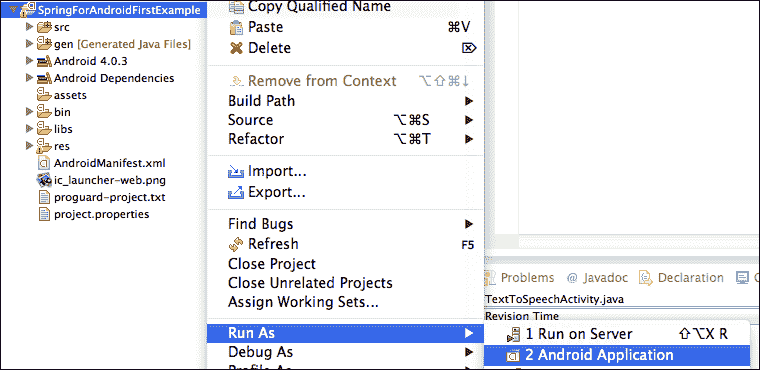 SpringForAndroidFirstExample
src
gen [Generated Java Files]
Android 4.0.3
Android Dependencies
assets
bin
libs
res
AndroidManifest.xml
ic_launcher-web.png
proguard-project.txt
project.properties
Copy Qualified Name
Paste ⌘V
Delete ⌦
Remove from Context ⌥⇧⌘↓
Build Path
Source ⌥⌘S
Refactor ⌥⌘T
Import...
Export...
Find Bugs
Refresh F5
Close Project
Close Unrelated Projects
Assign Working Sets...
Run As
Debug As
Profile As
Problems @ Javadoc Declaration
TextToSpeechActivity.java
Revision Time
1 Run on Server ⇧⌥X R
2 Android Application